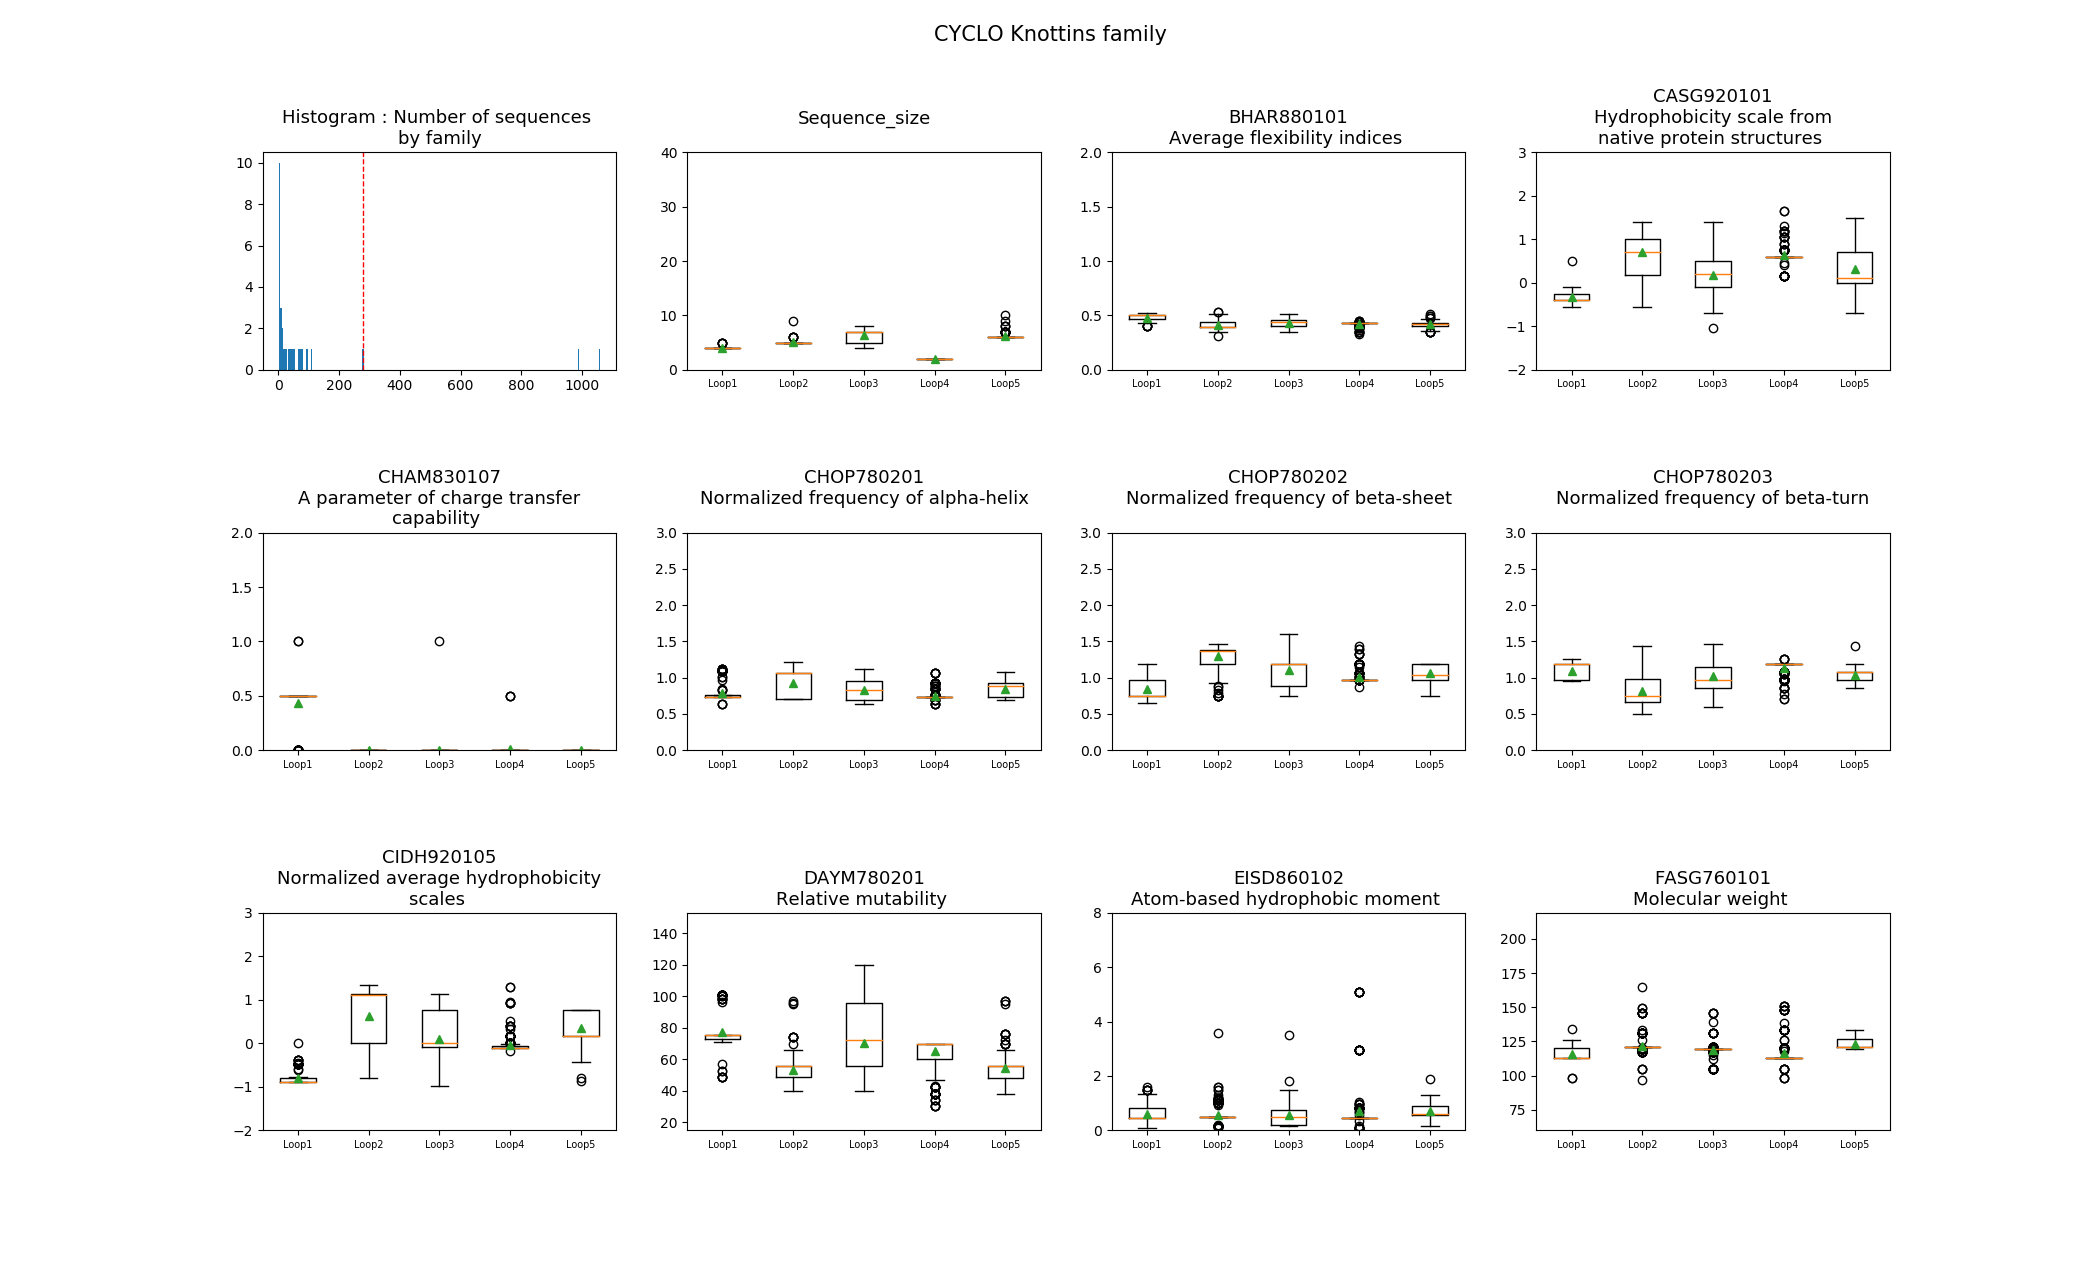 CYCLO Knottins family
Histogram : Number of sequences
by family
10
8
6
4
2
0
0 200 400 600 800 1000
Sequence_size
40
30
20
10
0
Loop1 Loop2 Loop3 Loop4 Loop5
BHAR880101
Average flexibility indices
2.0
1.5
1.0
0.5
0.0
Loop1 Loop2 Loop3 Loop4 Loop5
CASG920101
Hydrophobicity scale from
native protein structures
3
2
1
0
−1
−2
Loop1 Loop2 Loop3 Loop4 Loop5
CHAM830107
A parameter of charge transfer
capability
2.0
1.5
1.0
0.5
0.0
Loop1 Loop2 Loop3 Loop4 Loop5
CHOP780201
Normalized frequency of alpha-helix
3.0
2.5
2.0
1.5
1.0
0.5
0.0
Loop1 Loop2 Loop3 Loop4 Loop5
CHOP780202
Normalized frequency of beta-sheet
3.0
2.5
2.0
1.5
1.0
0.5
0.0
Loop1 Loop2 Loop3 Loop4 Loop5
CHOP780203
Normalized frequency of beta-turn
3.0
2.5
2.0
1.5
1.0
0.5
0.0
Loop1 Loop2 Loop3 Loop4 Loop5
CIDH920105
Normalized average hydrophobicity
scales
3
2
1
0
−1
−2
Loop1 Loop2 Loop3 Loop4 Loop5
DAYM780201
Relative mutability
140
120
100
80
60
40
20
Loop1 Loop2 Loop3 Loop4 Loop5
EISD860102
Atom-based hydrophobic moment
8
6
4
2
0
Loop1 Loop2 Loop3 Loop4 Loop5
FASG760101
Molecular weight
200
175
150
125
100
75
Loop1 Loop2 Loop3 Loop4 Loop5